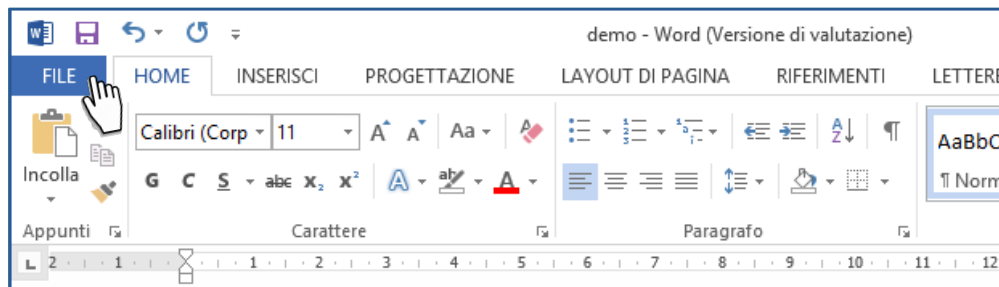 demo - Word (Versione di valutazione)
FILE HOME INSERISCI PROGETTAZIONE LAYOUT DI PAGINA RIFERIMENTI LETTERE
Calibri (Corp 11 A A Aa AZ ¶ AaBbC
Incolla G C S abc X₂ X² A ab A ¶ Norm
Appunti Carattere Paragrafo
L 2 1 1 2 3 4 5 6 7 8 9 10 11 12